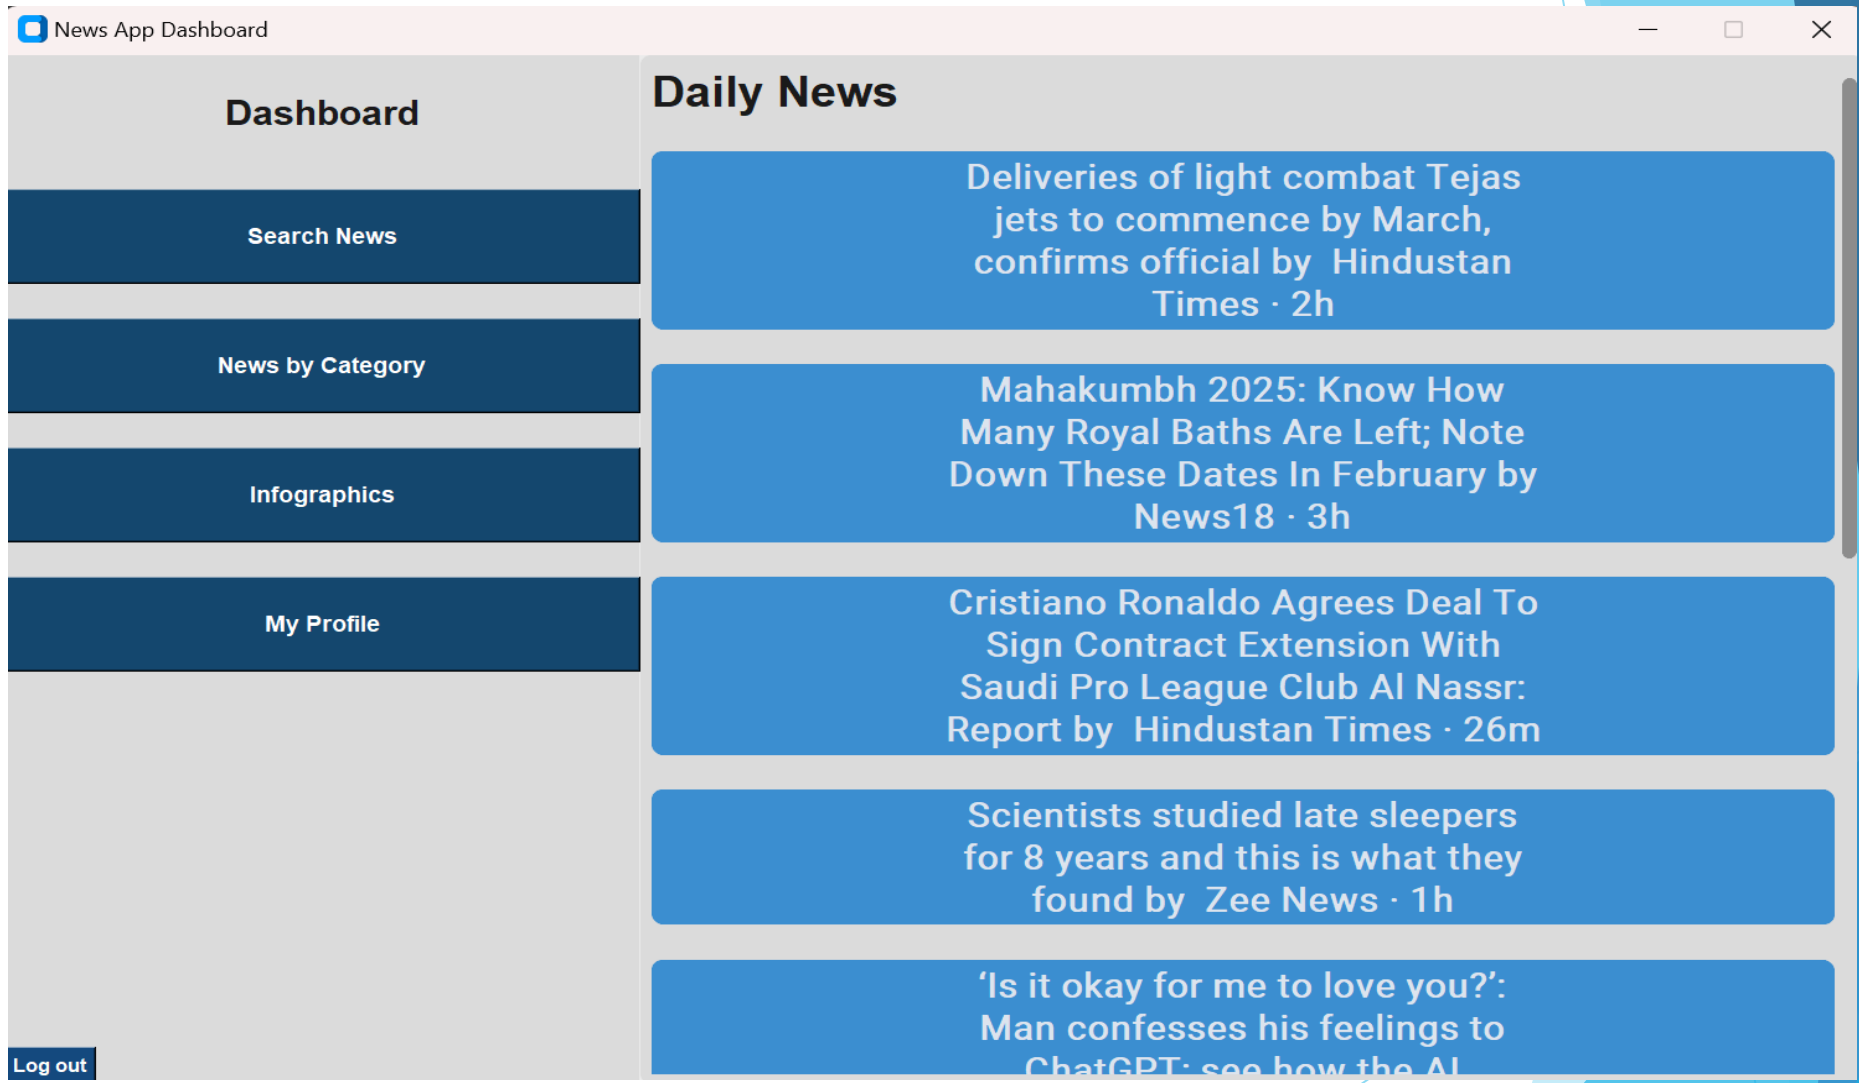 News App Dashboard
Dashboard
Search News
News by Category
Infographics
My Profile
Log out
Daily News
Deliveries of light combat Tejas
jets to commence by March,
confirms official by  Hindustan
Times · 2h
Mahakumbh 2025: Know How
Many Royal Baths Are Left; Note
Down These Dates In February by
News18 · 3h
Cristiano Ronaldo Agrees Deal To
Sign Contract Extension With
Saudi Pro League Club Al Nassr:
Report by  Hindustan Times · 26m
Scientists studied late sleepers
for 8 years and this is what they
found by  Zee News · 1h
‘Is it okay for me to love you?’:
Man confesses his feelings to
ChatGPT; see how the AI